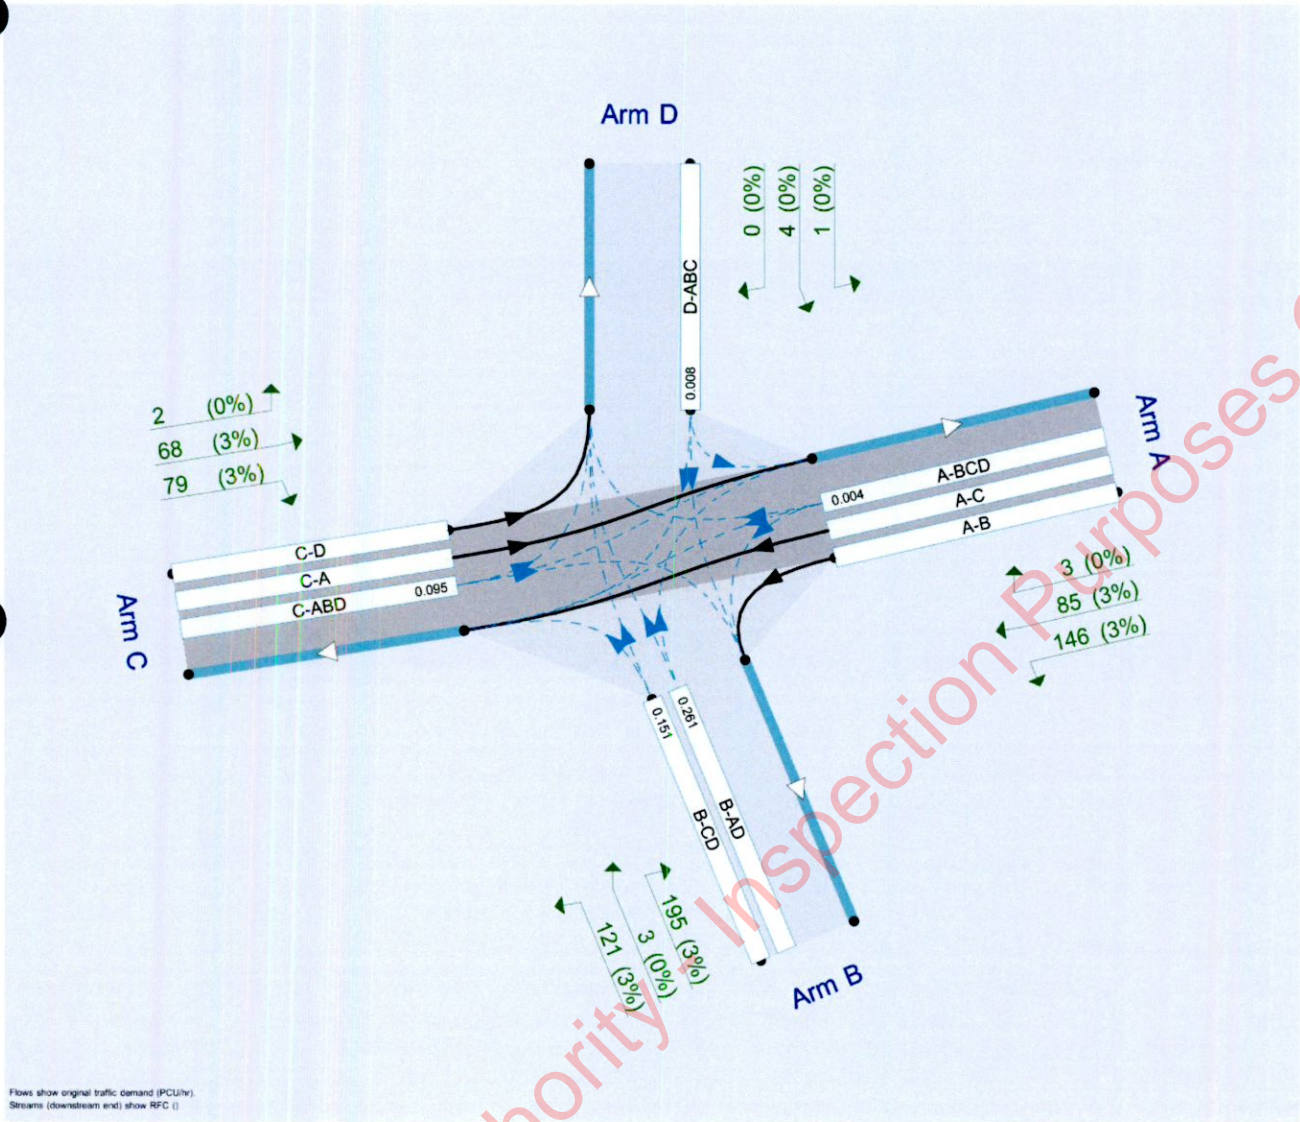 Arm D
0 (0%)
4 (0%)
1 (0%)
D-ABC
0.008
2 (0%)
68 (3%)
79 (3%)
Arm A
A-BCD
0.004
A-C
A-B
C-D
C-A
C-ABD
0.095
Arm C
3 (0%)
85 (3%)
146 (3%)
0.151
0.261
B-CD
B-AD
121 (3%)
3 (0%)
195 (3%)
Arm B
Inspection Purposes
Flows show original traffic demand (PCU/hr).
Streams (downstream end) show RFC ()